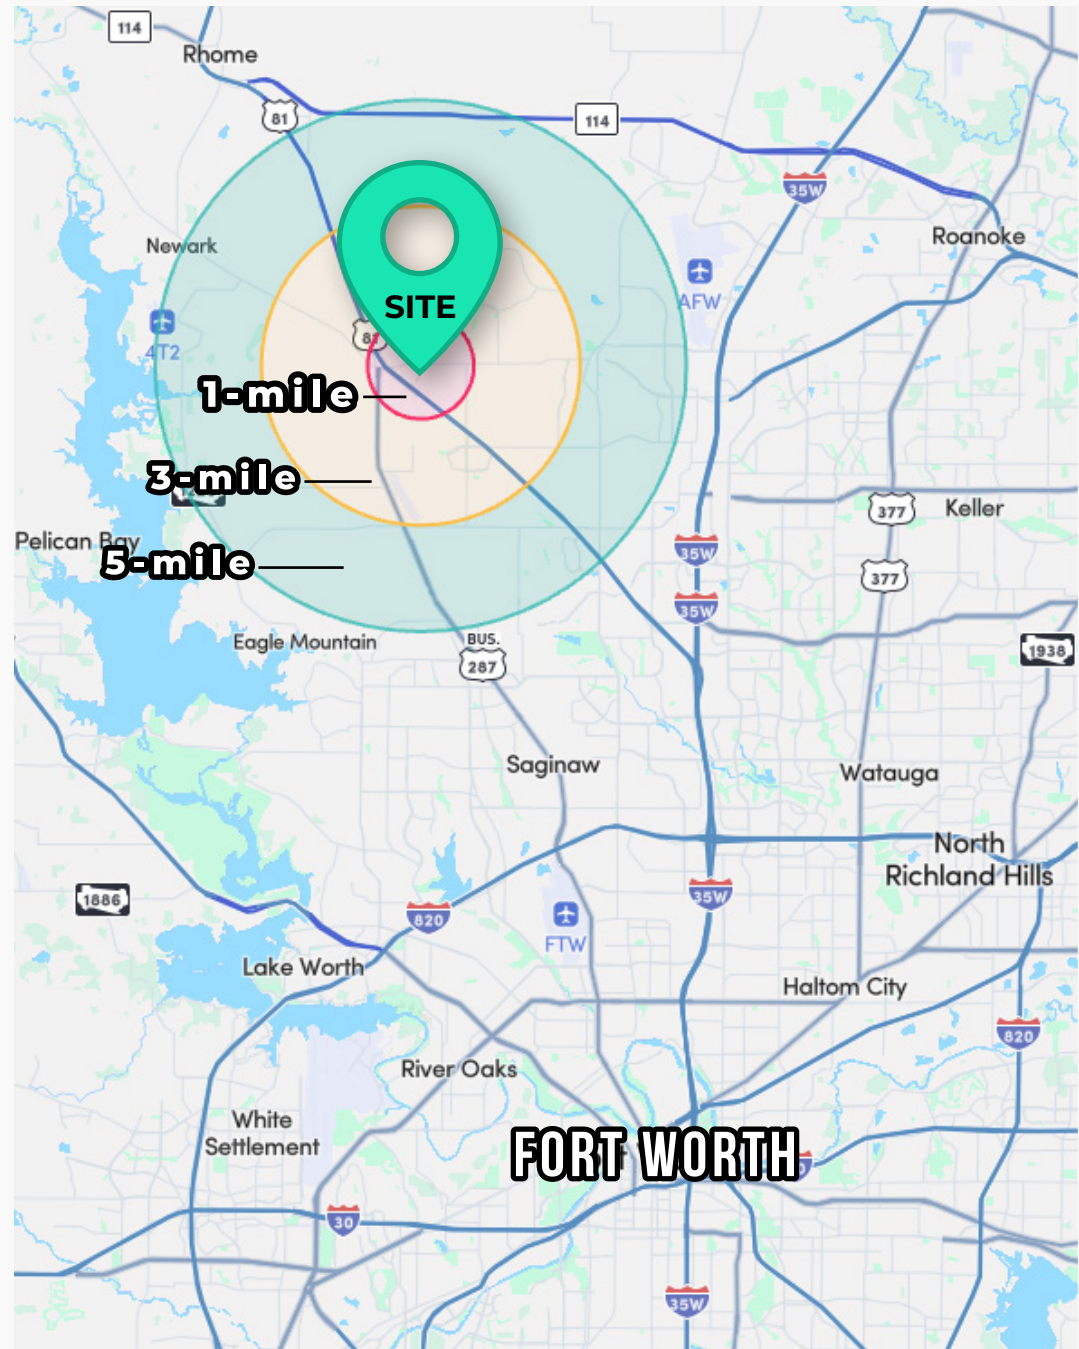 114
Rhome
81
114
35W
Roanoke
Newark
AFW
SITE
4T2
81
1-mile
3-mile
377
Keller
Pelican Bay
35W
5-mile
377
35W
Eagle Mountain
BUS.
287
1938
Saginaw
Watauga
North
Richland Hills
1886
35W
820
FTW
Lake Worth
Haltom City
820
River Oaks
White
Settlement
FORT WORTH
30
35W